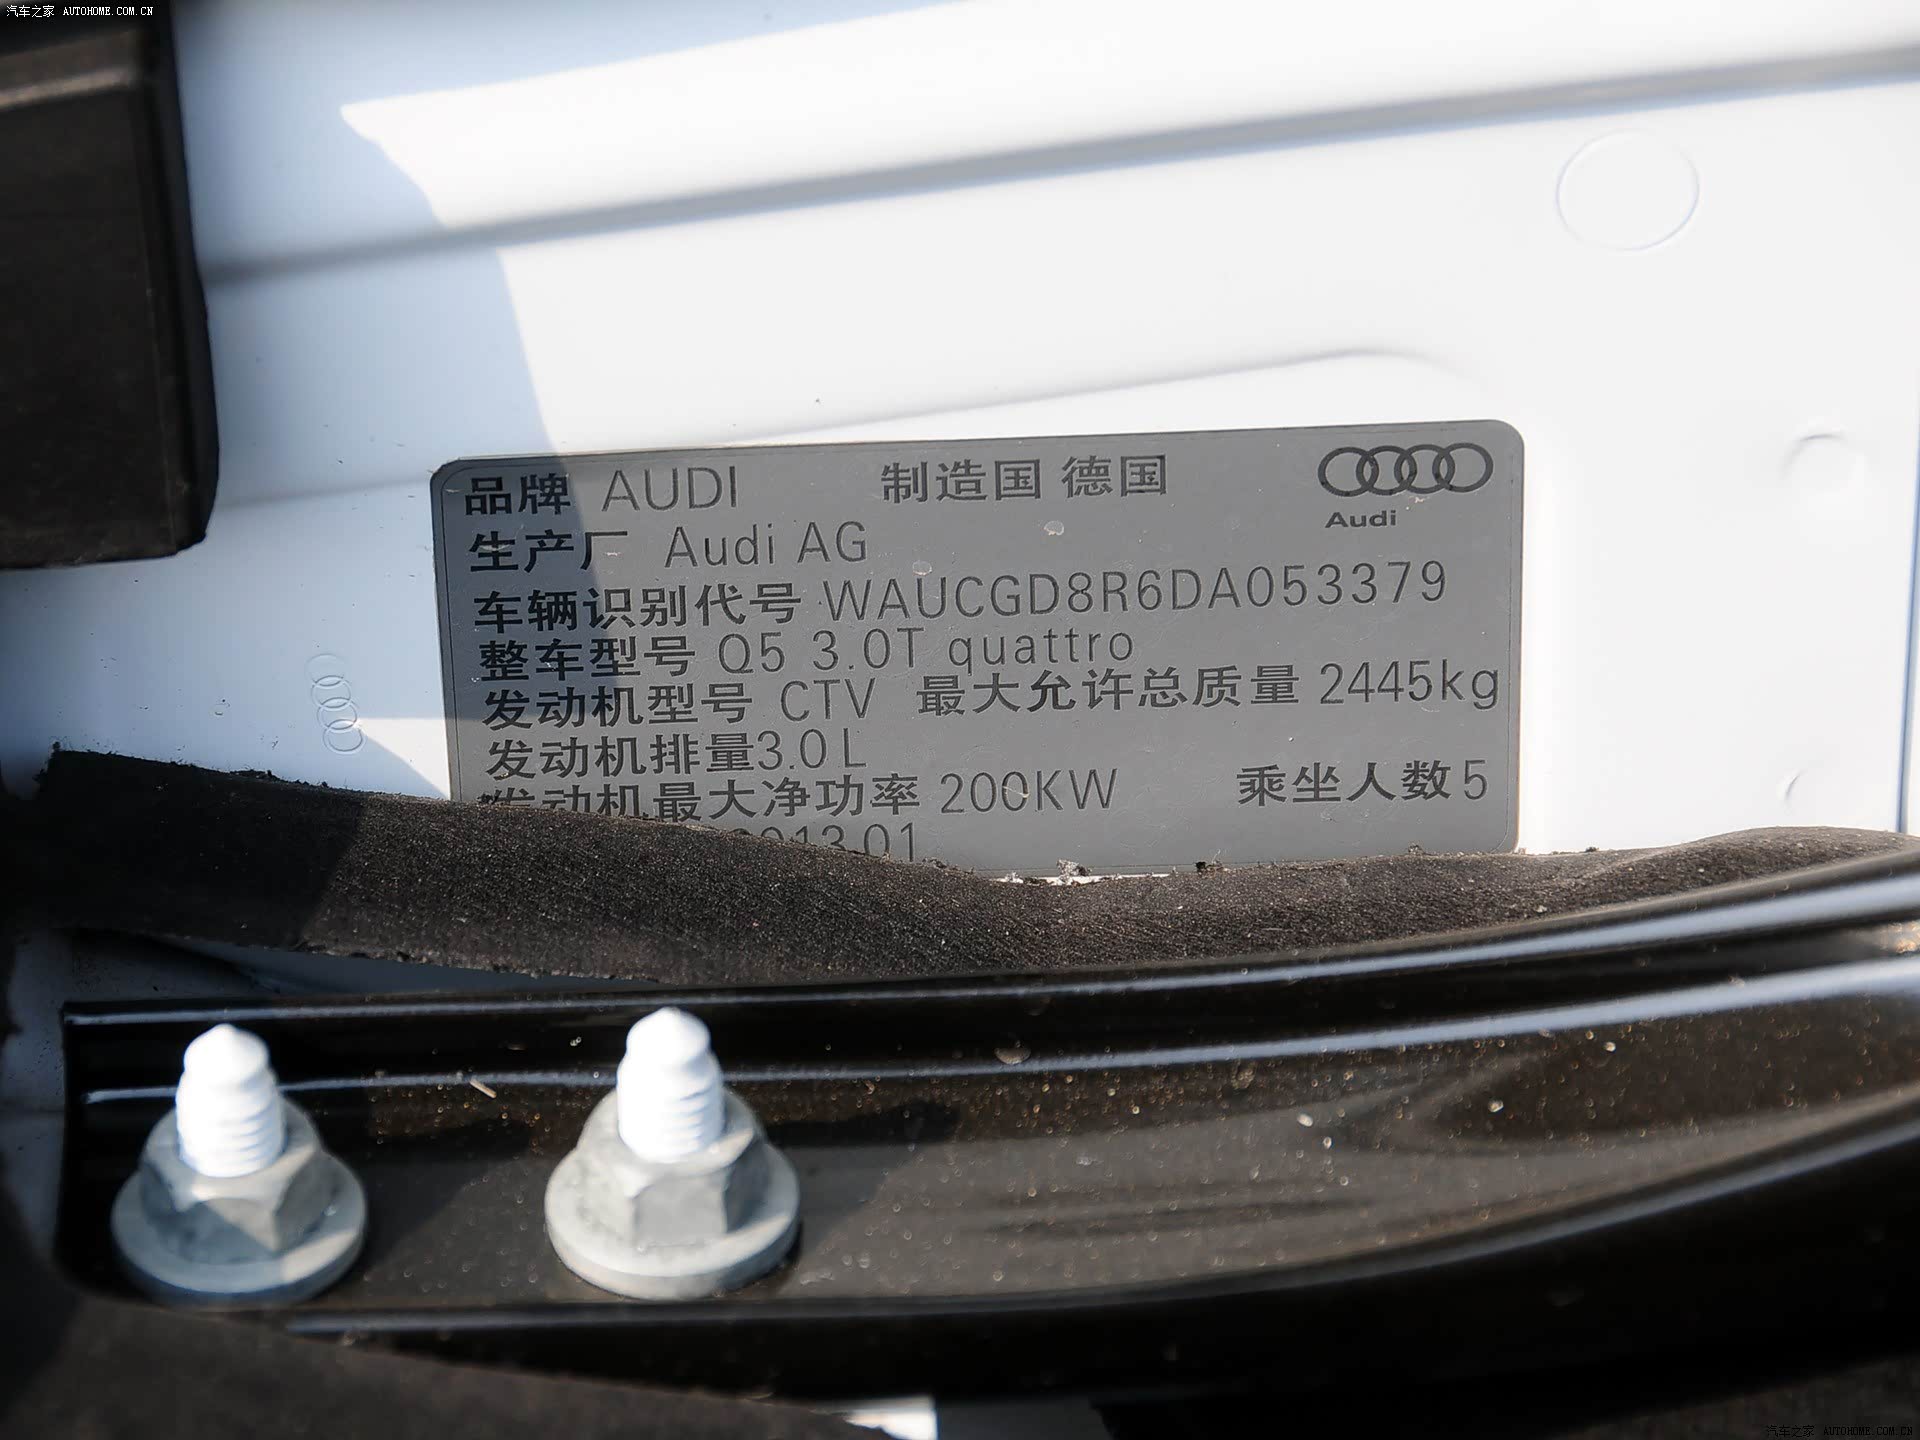 汽车之家 AUTOHOME.COM.CN
品牌 AUDI 制造国 德国
Audi
生产厂 Audi AG
车辆识别代号 WAUCGD8R6DA053379
整车型号 Q5 3.0T quattro
发动机型号 CTV 最大允许总质量 2445kg
发动机排量3.0L
发动机最大净功率 200KW 乘坐人数5
2013.01
汽车之家 AUTOHOME.COM.CN